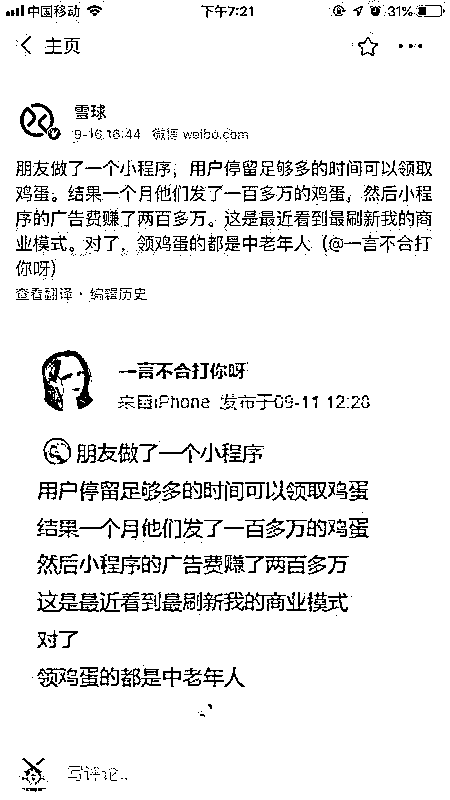 中国移动 下午7:21 31%
主页
雪球
9-16 16:44 微博 weibo.com
朋友做了一个小程序，用户停留足够多的时间可以领取
鸡蛋。结果一个月他们发了一百多万的鸡蛋，然后小程
序的广告费赚了两百多万。这是最近看到最刷新我的商
业模式。对了，领鸡蛋的都是中老年人（@一言不合打
你呀）
查看翻译·编辑历史
一言不合打你呀
来自iPhone 发布于09-11 12:28
朋友做了一个小程序
用户停留足够多的时间可以领取鸡蛋
结果一个月他们发了一百多万的鸡蛋
然后小程序的广告费赚了两百多万
这是最近看到最刷新我的商业模式
对了
领鸡蛋的都是中老年人
写评论...